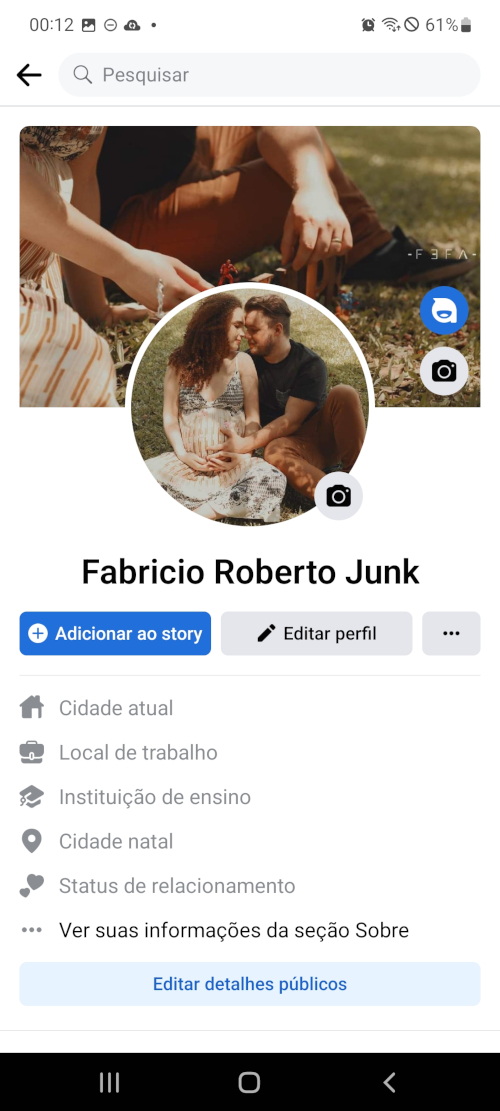 00:12
61%
Pesquisar
-FEFA-
Fabricio Roberto Junk
Adicionar ao story
Editar perfil
Cidade atual
Local de trabalho
Instituição de ensino
Cidade natal
Status de relacionamento
Ver suas informações da seção Sobre
Editar detalhes públicos